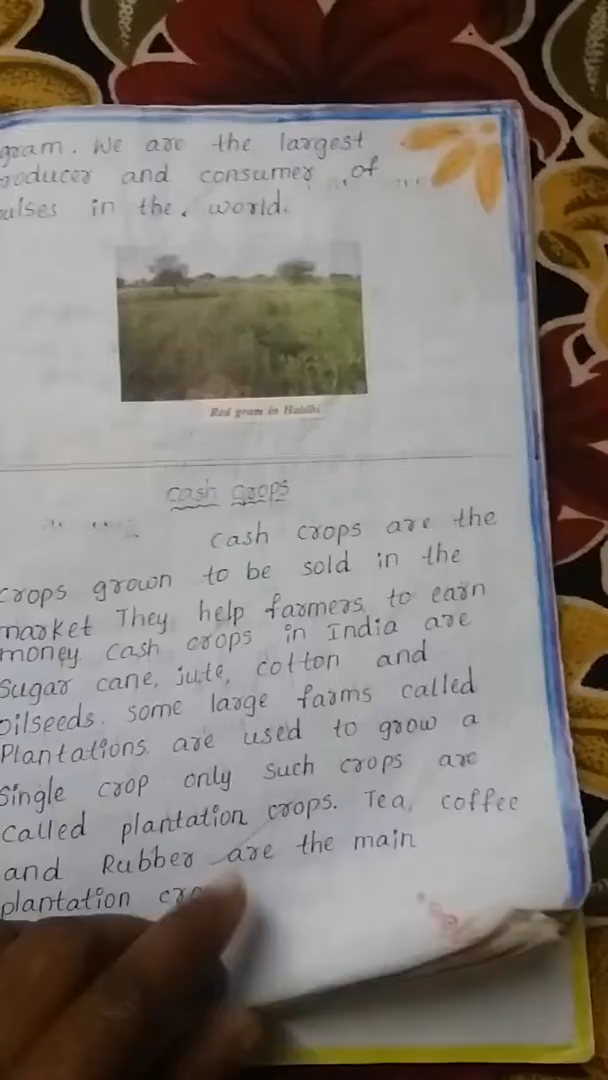 gram. We are the largest
roducer and consumer of
ulses in the. world.
Red gram in
cash crops
cash crops are the
crops grown to be sold in the
market They help farmers to earn
money. cash crops in India are
sugar cane, jute, cotton and
oilseeds. some large farms called
Plantations. are used to grow a
Single crop only such crops are
called plantation crops. Tea, coffee
and Rubber are the main
plantation cro